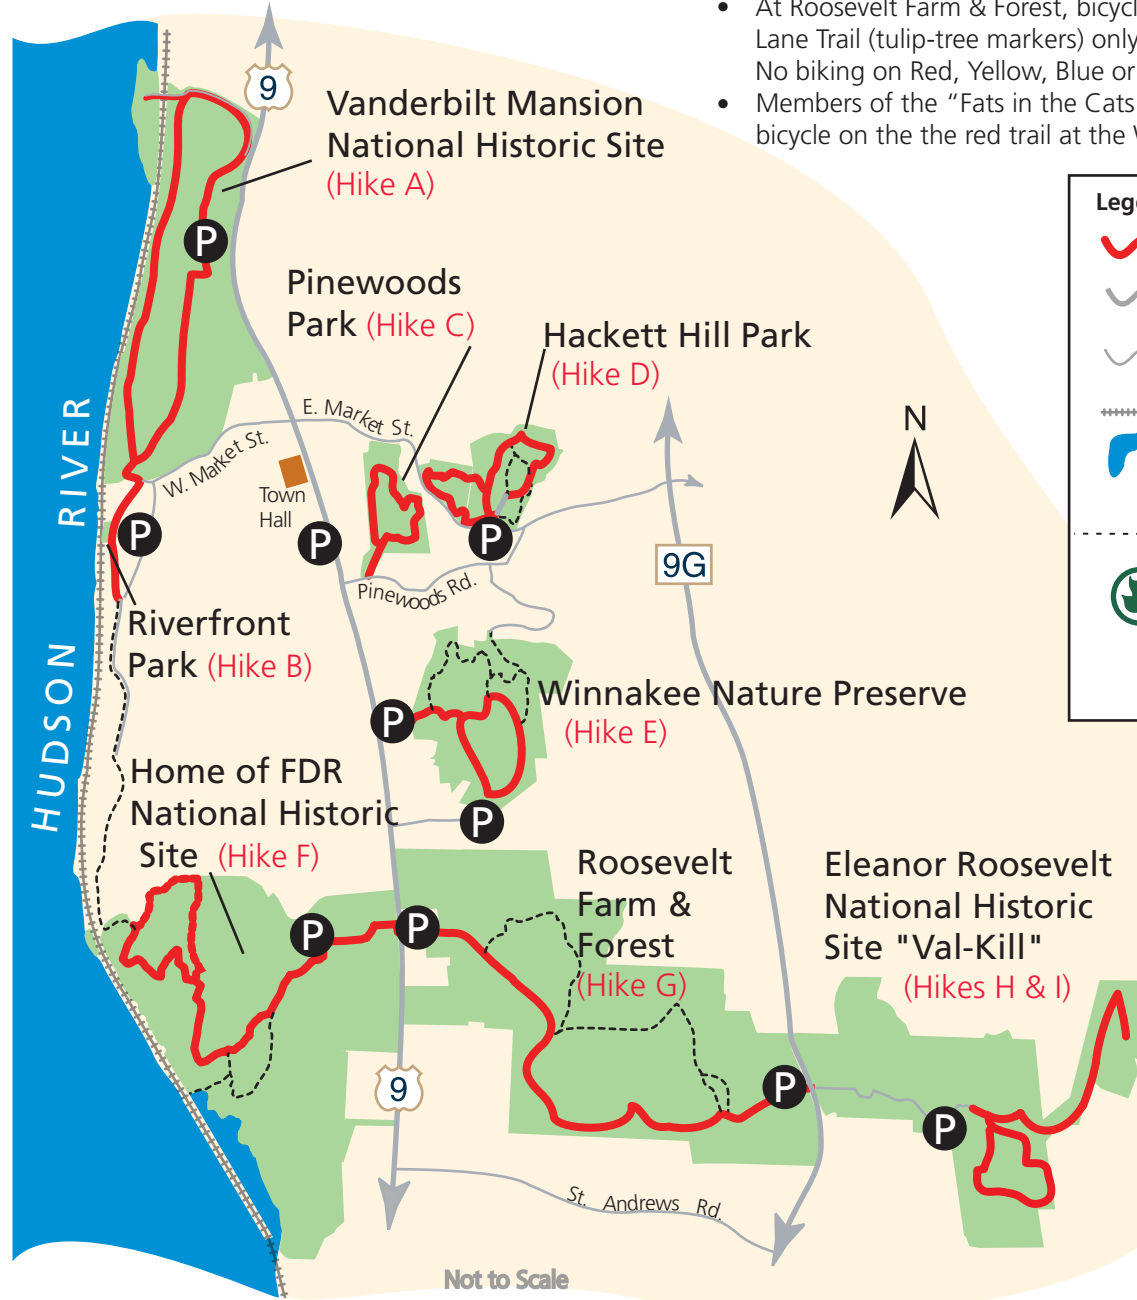 • At Roosevelt Farm & Forest, bicycl
Lane Trail (tulip-tree markers) only
No biking on Red, Yellow, Blue or
• Members of the “Fats in the Cats
bicycle on the the red trail at the W
9
Vanderbilt Mansion
National Historic Site
(Hike A)
Lege
P
Pinewoods
Park (Hike C)
Hackett Hill Park
(Hike D)
N
E. Market St.
W. Market St.
Town
Hall
P
P
P
9G
Pinewoods Rd.
HUDSON RIVER
Riverfront
Park (Hike B)
Winnakee Nature Preserve
(Hike E)
P
P
Home of FDR
National Historic
Site (Hike F)
Roosevelt
Farm &
Forest
(Hike G)
Eleanor Roosevelt
National Historic
Site "Val-Kill"
(Hikes H & I)
P
P
9
P
P
St. Andrews Rd.
Not to Scale